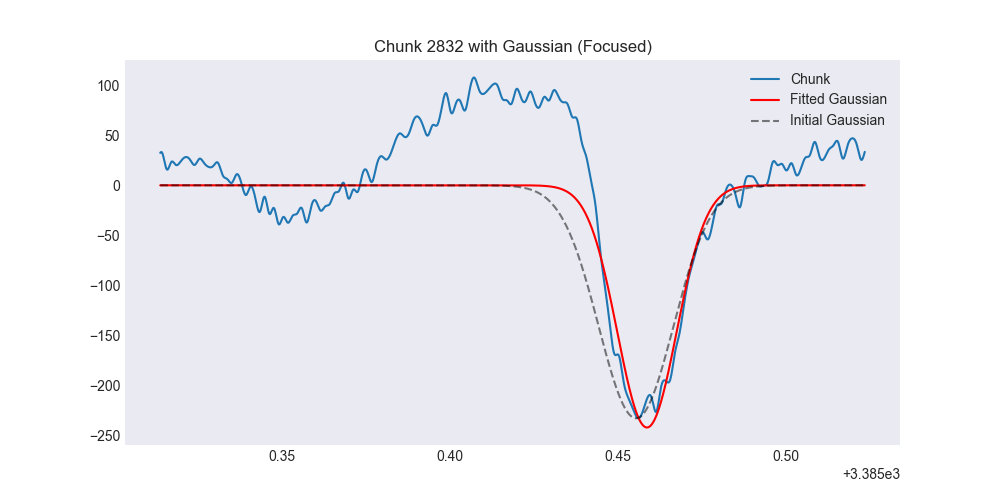 Chunk 2832 with Gaussian (Focused)
Chunk
Fitted Gaussian
Initial Gaussian
100
50
0
−50
−100
−150
−200
−250
0.35
0.40
0.45
0.50
+3.385e3